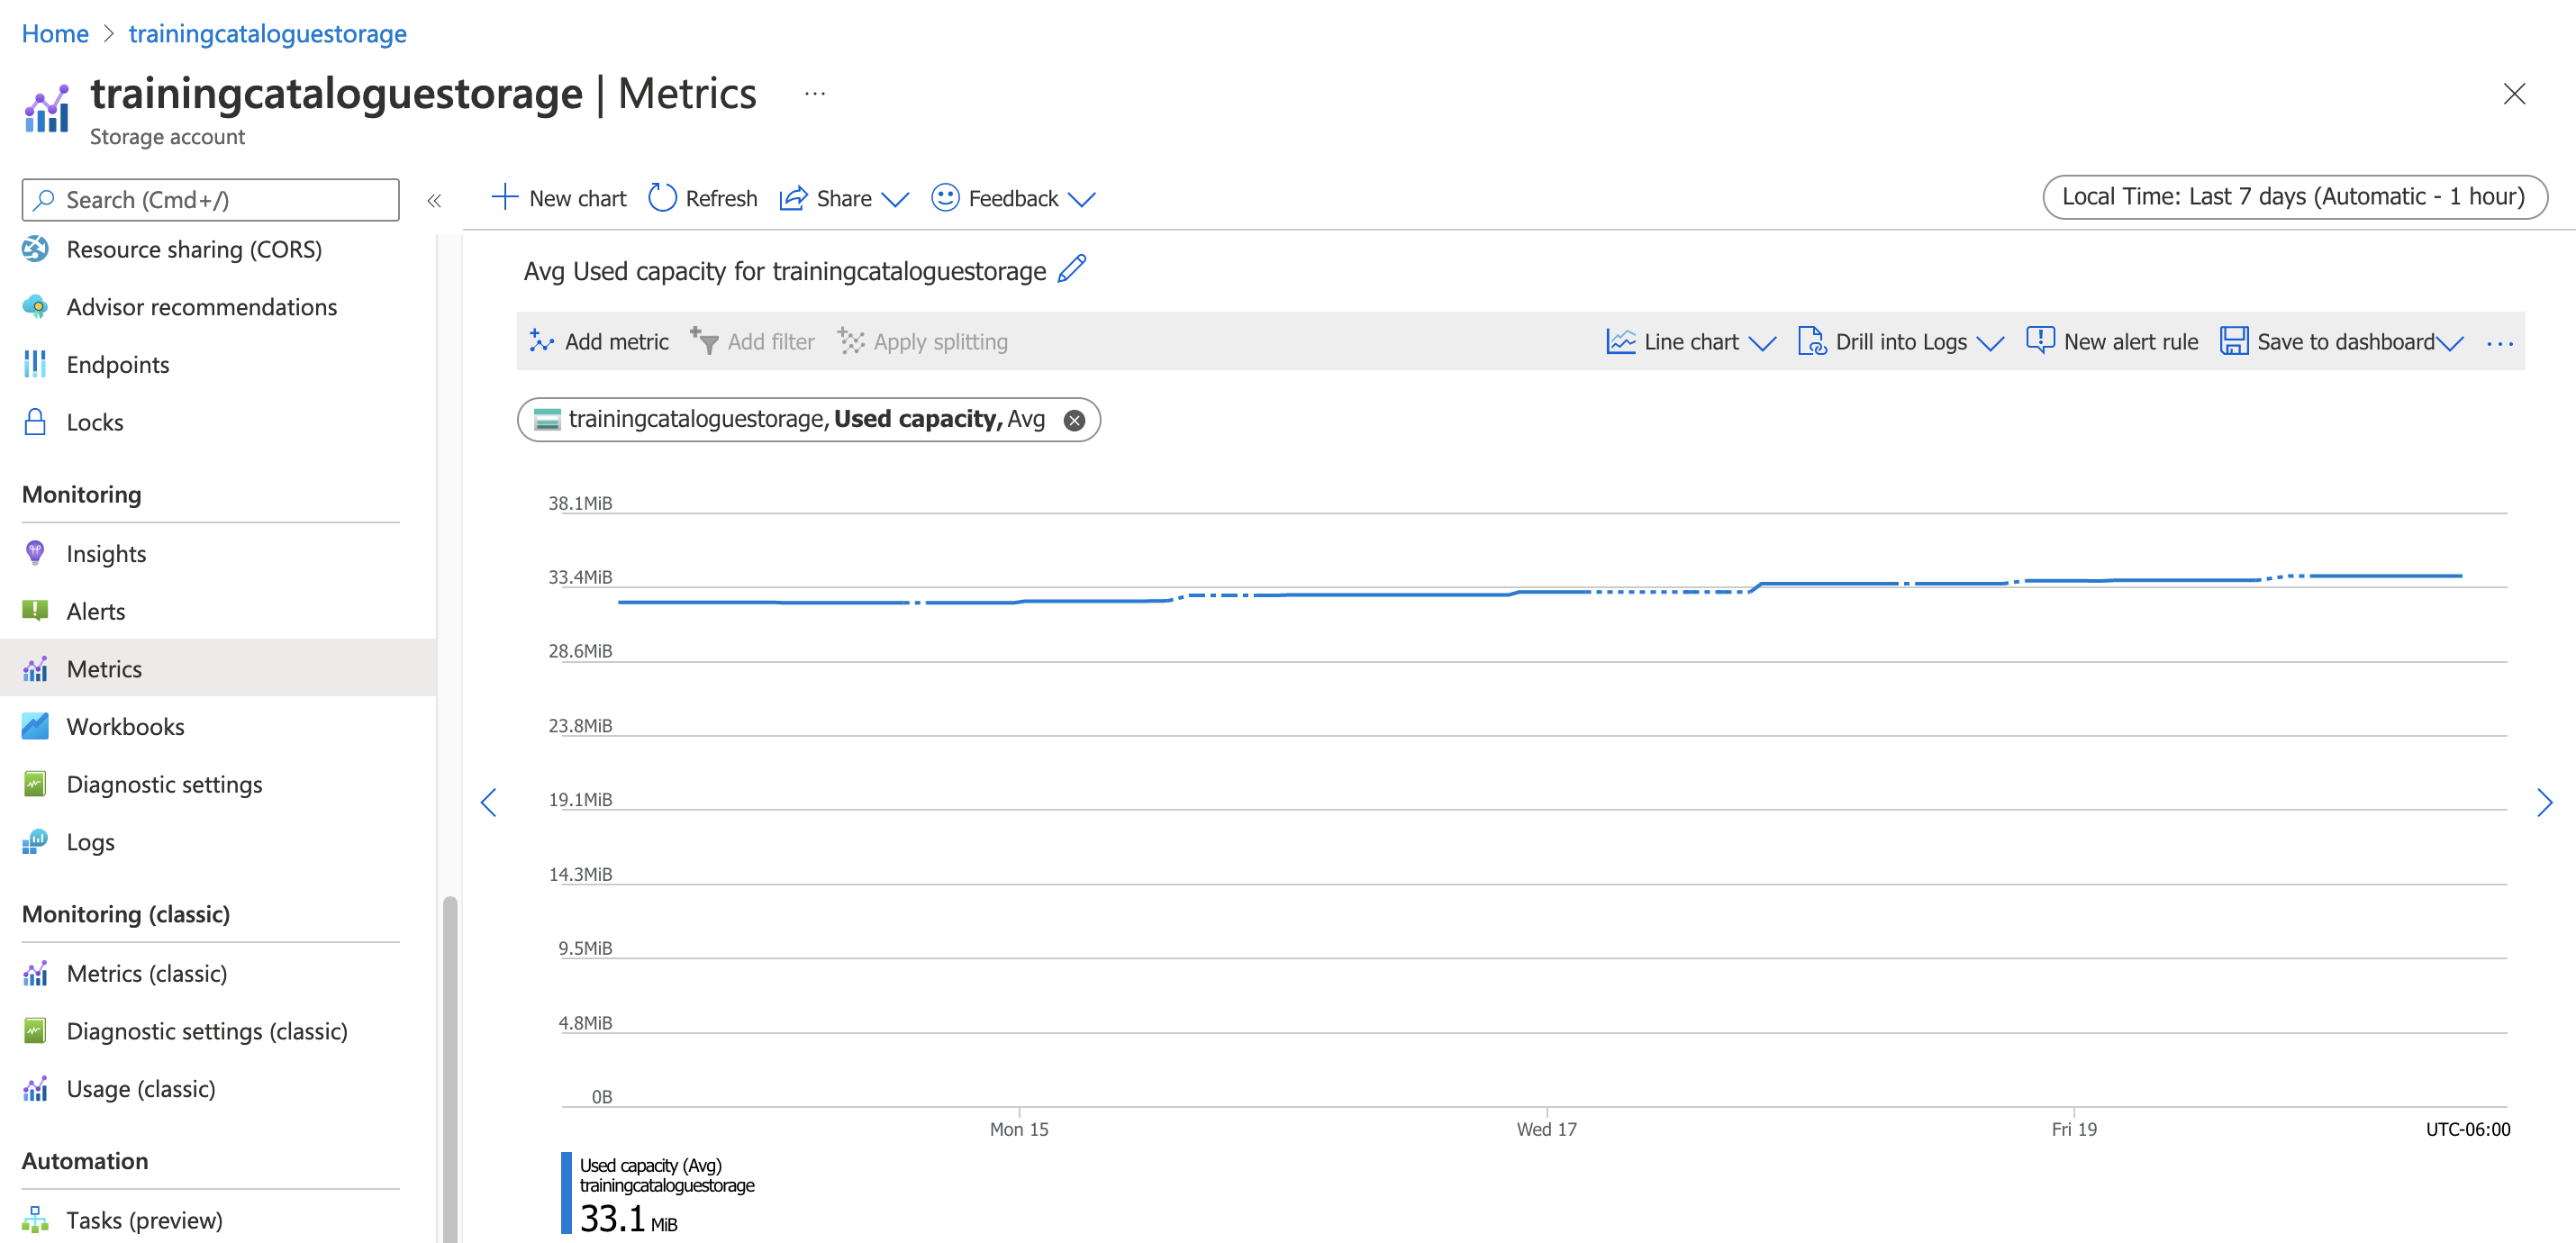 Home > trainingcataloguestorage
trainingcataloguestorage | Metrics ...
Storage account
Search (Cmd+/)
«
Resource sharing (CORS)
Advisor recommendations
Endpoints
Locks
Monitoring
Insights
Alerts
Metrics
Workbooks
Diagnostic settings
Logs
Monitoring (classic)
Metrics (classic)
Diagnostic settings (classic)
Usage (classic)
Automation
Tasks (preview)
New chart Refresh Share Feedback
Local Time: Last 7 days (Automatic - 1 hour)
Avg Used capacity for trainingcataloguestorage
Add metric Add filter Apply splitting Line chart Drill into Logs New alert rule Save to dashboard ...
trainingcataloguestorage, Used capacity, Avg
38.1MiB
33.4MiB
28.6MiB
23.8MiB
19.1MiB
14.3MiB
9.5MiB
4.8MiB
0B
Mon 15 Wed 17 Fri 19 UTC-06:00
Used capacity (Avg)
trainingcataloguestorage
33.1 MiB